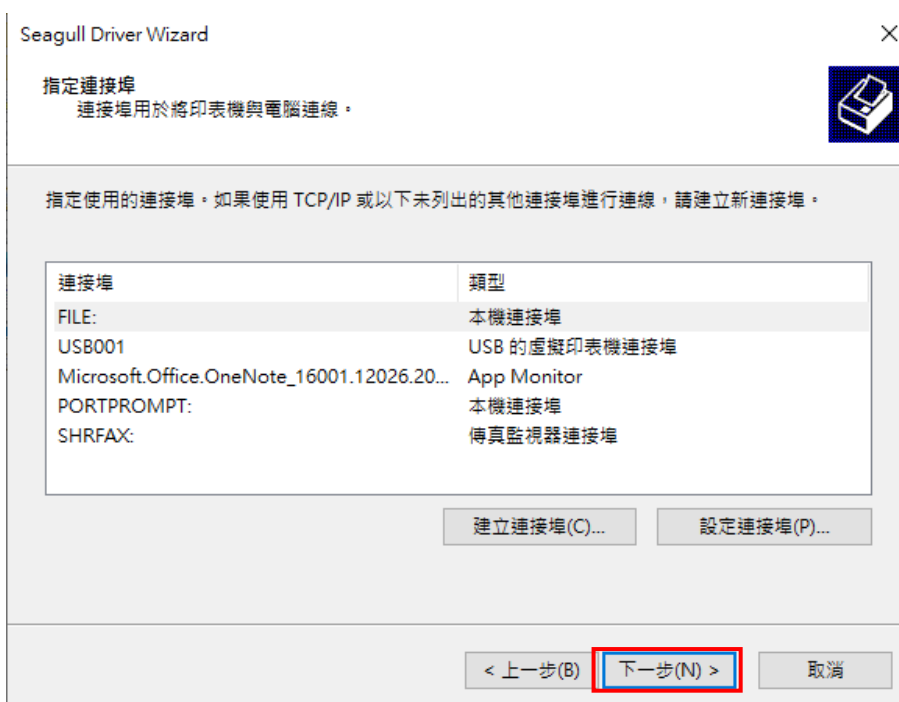 Seagull Driver Wizard
指定連接埠
連接埠用於將印表機與電腦連線。
指定使用的連接埠。如果使用 TCP/IP 或以下未列出的其他連接埠進行連線，請建立新連接埠。
連接埠 類型
FILE: 本機連接埠
USB001 USB 的虛擬印表機連接埠
Microsoft.Office.OneNote_16001.12026.20... App Monitor
PORTPROMPT: 本機連接埠
SHRFAX: 傳真監視器連接埠
建立連接埠(C)... 設定連接埠(P)...
< 上一步(B) 下一步(N) > 取消